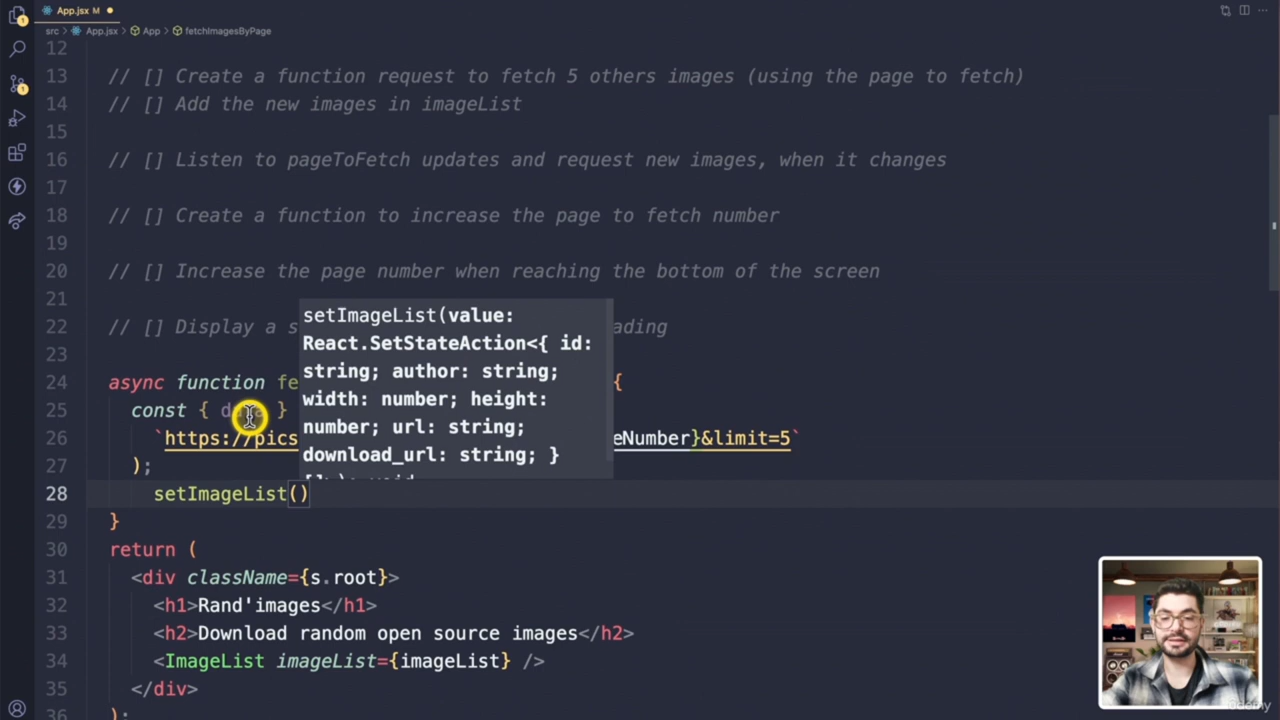 App.jsx M
src > App.jsx > App > fetchImagesByPage
12
13 // [] Create a function request to fetch 5 others images (using the page to fetch)
14 // [] Add the new images in imageList
15
16 // [] Listen to pageToFetch updates and request new images, when it changes
17
18 // [] Create a function to increase the page to fetch number
19
20 // [] Increase the page number when reaching the bottom of the screen
21
setImageList(value:
22 // [] Display a s ading
React.SetStateAction<{ id:
23
string; author: string;
24 async function fe {
width: number; height:
25 const { }
number; url: string;
26 `https://pics eNumber}&limit=5`
download_url: string; }
27 );
28 setImageList()
29 }
30 return (
31 <div className={s.root}>
32 <h1>Rand'images</h1>
33 <h2>Download random open source images</h2>
34 <ImageList imageList={imageList} />
35 </div>
36 );